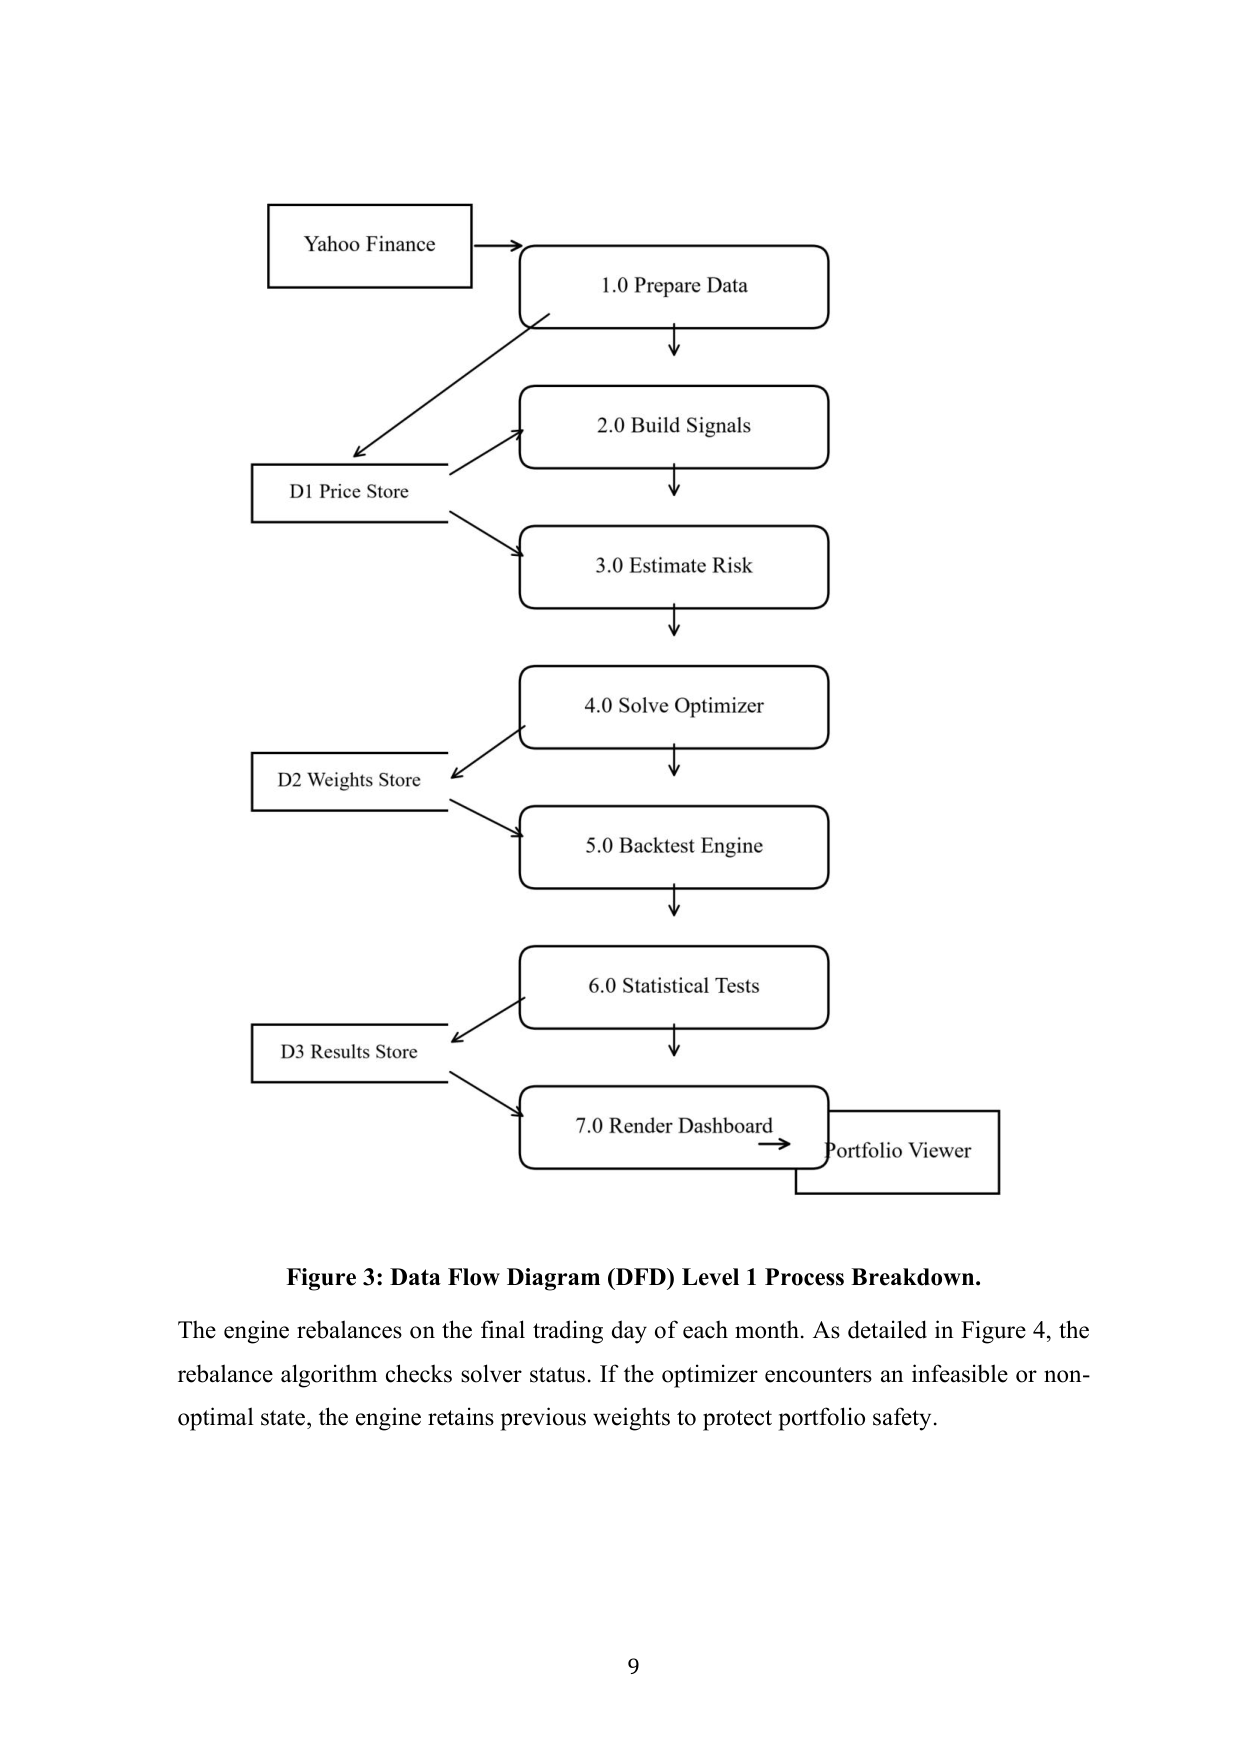 Yahoo Finance
1.0 Prepare Data
2.0 Build Signals
D1 Price Store
3.0 Estimate Risk
4.0 Solve Optimizer
D2 Weights Store
5.0 Backtest Engine
6.0 Statistical Tests
D3 Results Store
7.0 Render Dashboard
Portfolio Viewer
Figure 3: Data Flow Diagram (DFD) Level 1 Process Breakdown.
The engine rebalances on the final trading day of each month. As detailed in Figure 4, the
rebalance algorithm checks solver status. If the optimizer encounters an infeasible or non-
optimal state, the engine retains previous weights to protect portfolio safety.
9